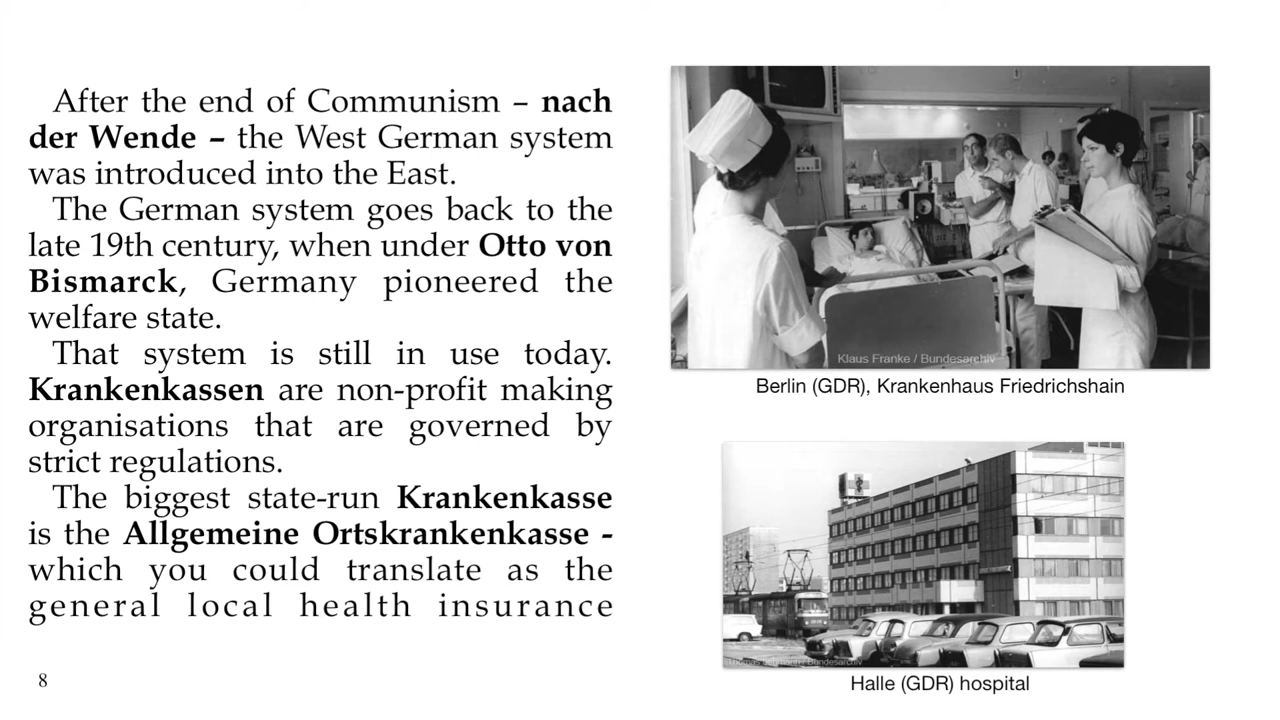 After the end of Communism – nach
der Wende – the West German system
was introduced into the East.
The German system goes back to the
late 19th century, when under Otto von
Bismarck, Germany pioneered the
welfare state.
That system is still in use today.
Krankenkassen are non-profit making
organisations that are governed by
strict regulations.
The biggest state-run Krankenkasse
is the Allgemeine Ortskrankenkasse -
which you could translate as the
general local health insurance
8
Klaus Franke / Bundesarchiv
Berlin (GDR), Krankenhaus Friedrichshain
Thomas Lehmann / Bundesarchiv
Halle (GDR) hospital